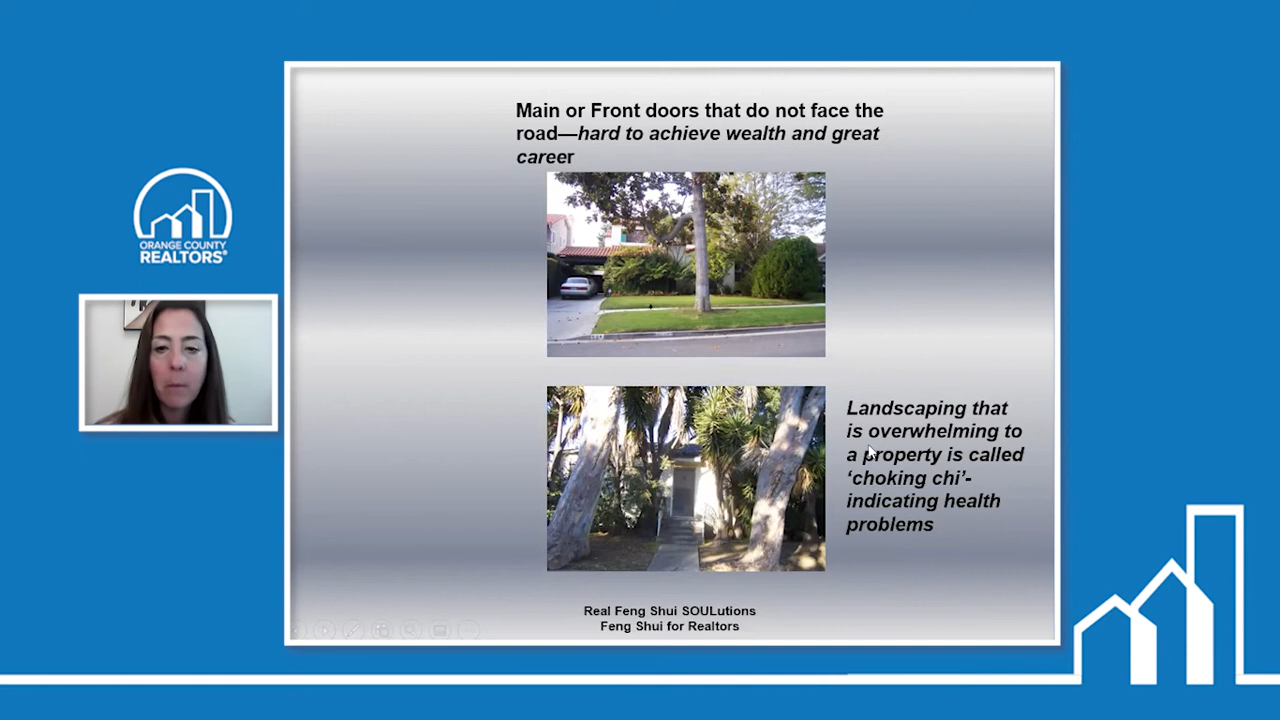 ORANGE COUNTY
REALTORS®
Main or Front doors that do not face the
road—hard to achieve wealth and great
career
Landscaping that
is overwhelming to
a property is called
‘choking chi’-
indicating health
problems
Real Feng Shui SOULutions
Feng Shui for Realtors